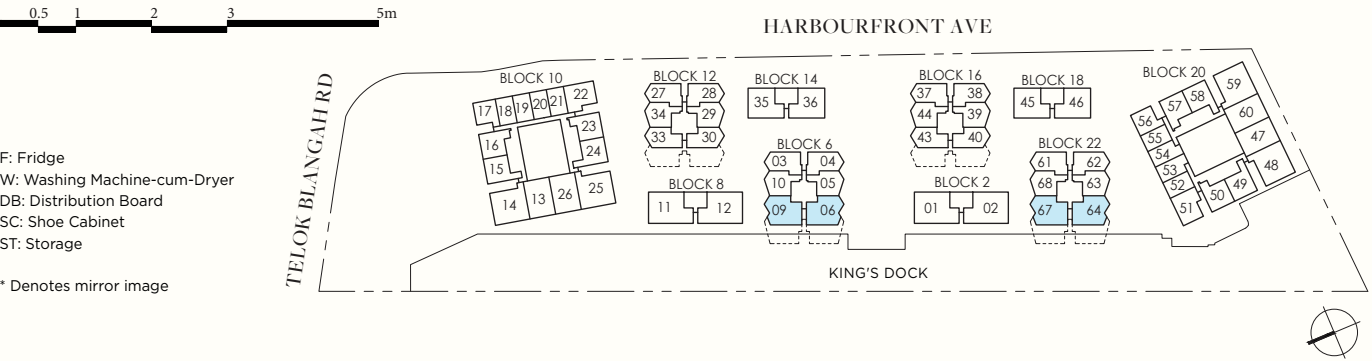 0.5 1 2 3 5m
HARBOURFRONT AVE
TELOK BLANGAH RD
F: Fridge
W: Washing Machine-cum-Dryer
DB: Distribution Board
SC: Shoe Cabinet
ST: Storage
* Denotes mirror image
BLOCK 10
17 18 19 20 21 22
16 23
15 24
14 13 26 25
BLOCK 12
27 28
34 29
33 30
BLOCK 14
35 36
BLOCK 8
11 12
BLOCK 6
03 04
10 05
09 06
BLOCK 16
37 38
44 39
43 40
BLOCK 18
45 46
BLOCK 2
01 02
BLOCK 22
61 62
68 63
67 64
BLOCK 20
59
58
57
56 60
55 47
54
53 48
52 49
51 50
KING'S DOCK